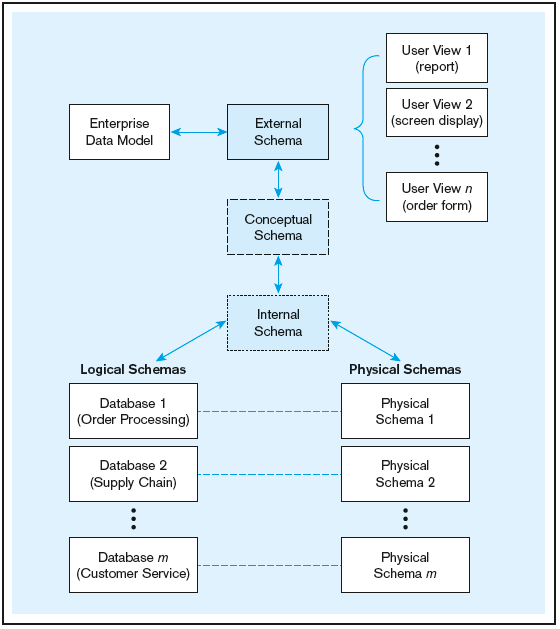 User View 1
(report)
User View 2
(screen display)
User View n
(order form)
Enterprise
Data Model
External
Schema
Conceptual
Schema
Internal
Schema
Logical Schemas
Physical Schemas
Database 1
(Order Processing)
Physical
Schema 1
Database 2
(Supply Chain)
Physical
Schema 2
Database m
(Customer Service)
Physical
Schema m